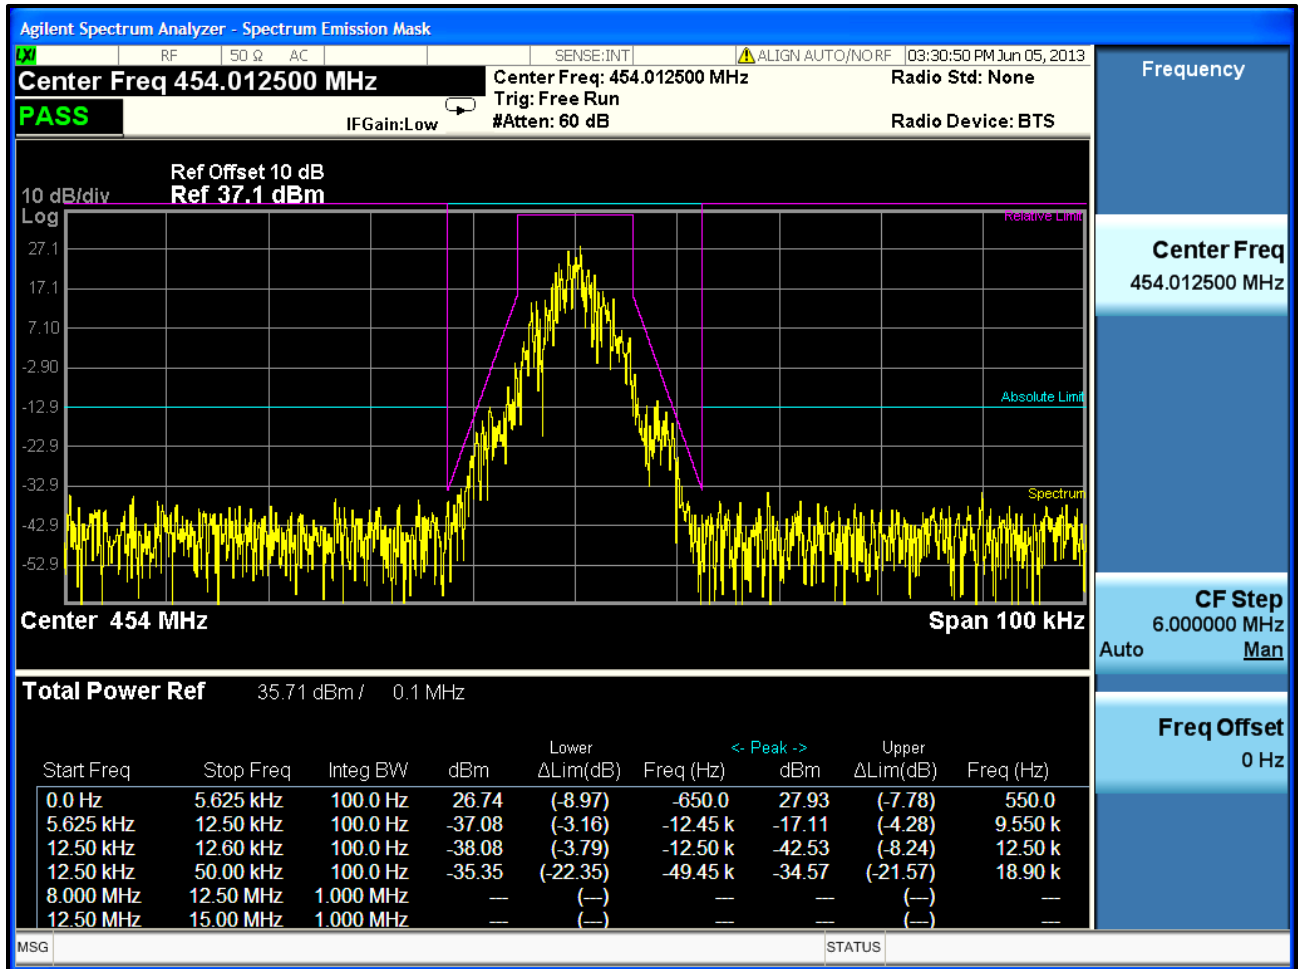 Agilent Spectrum Analyzer - Spectrum Emission Mask
LXI RF 50 Ω AC SENSE:INT ALIGN AUTO/NO RF 03:30:50 PM Jun 05, 2013
Center Freq 454.012500 MHz
Center Freq: 454.012500 MHz Radio Std: None
Trig: Free Run
PASS IFGain:Low #Atten: 60 dB Radio Device: BTS
Frequency
Ref Offset 10 dB
10 dB/div Ref 37.1 dBm
Log
Relative Limit
27.1
17.1
7.10
-2.90
-12.9
Absolute Limit
-22.9
-32.9
Spectrum
-42.9
-52.9
Center 454 MHz Span 100 kHz
Center Freq
454.012500 MHz
CF Step
6.000000 MHz
Auto Man
Freq Offset
0 Hz
Total Power Ref 35.71 dBm / 0.1 MHz
Lower <- Peak -> Upper
Start Freq Stop Freq Integ BW dBm ΔLim(dB) Freq (Hz) dBm ΔLim(dB) Freq (Hz)
0.0 Hz 5.625 kHz 100.0 Hz 26.74 (-8.97) -650.0 27.93 (-7.78) 550.0
5.625 kHz 12.50 kHz 100.0 Hz -37.08 (-3.16) -12.45 k -17.11 (-4.28) 9.550 k
12.50 kHz 12.60 kHz 100.0 Hz -38.08 (-3.79) -12.50 k -42.53 (-8.24) 12.50 k
12.50 kHz 50.00 kHz 100.0 Hz -35.35 (-22.35) -49.45 k -34.57 (-21.57) 18.90 k
8.000 MHz 12.50 MHz 1.000 MHz --- (---) --- --- (---) ---
12.50 MHz 15.00 MHz 1.000 MHz --- (---) --- --- (---) ---
MSG STATUS